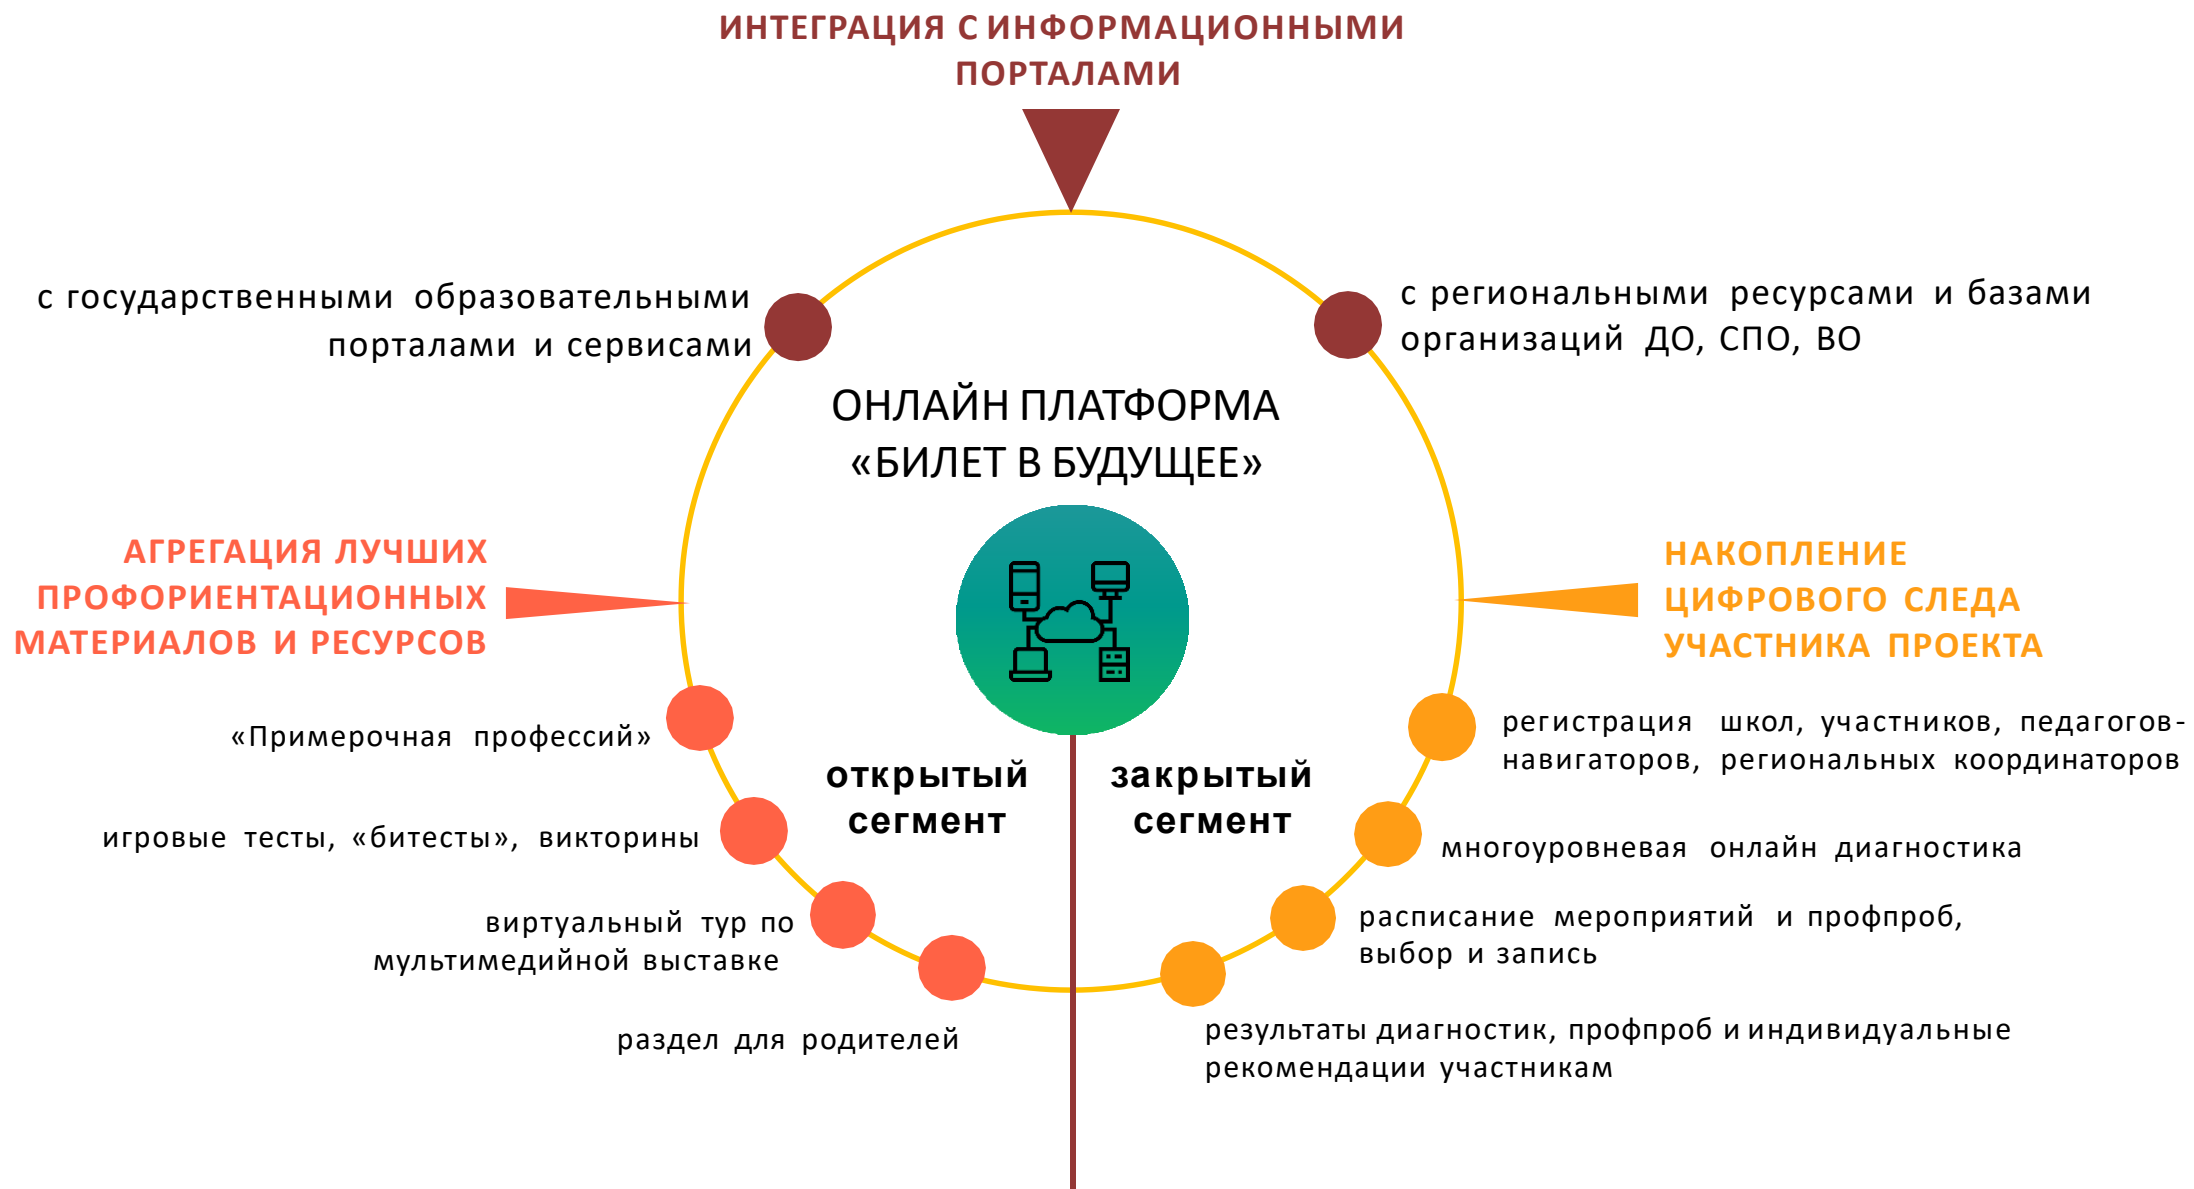 ИНТЕГРАЦИЯ С ИНФОРМАЦИОННЫМИ
ПОРТАЛАМИ
с государственными образовательными
порталами и сервисами
с региональными ресурсами и базами
организаций ДО, СПО, ВО
ОНЛАЙН ПЛАТФОРМА
«БИЛЕТ В БУДУЩЕЕ»
АГРЕГАЦИЯ ЛУЧШИХ
ПРОФОРИЕНТАЦИОННЫХ
МАТЕРИАЛОВ И РЕСУРСОВ
НАКОПЛЕНИЕ
ЦИФРОВОГО СЛЕДА
УЧАСТНИКА ПРОЕКТА
открытый
сегмент
закрытый
сегмент
«Примерочная профессий»
игровые тесты, «битесты», викторины
виртуальный тур по
мультимедийной выставке
раздел для родителей
регистрация школ, участников, педагогов-
навигаторов, региональных координаторов
многоуровневая онлайн диагностика
расписание мероприятий и профпроб,
выбор и запись
результаты диагностик, профпроб и индивидуальные
рекомендации участникам